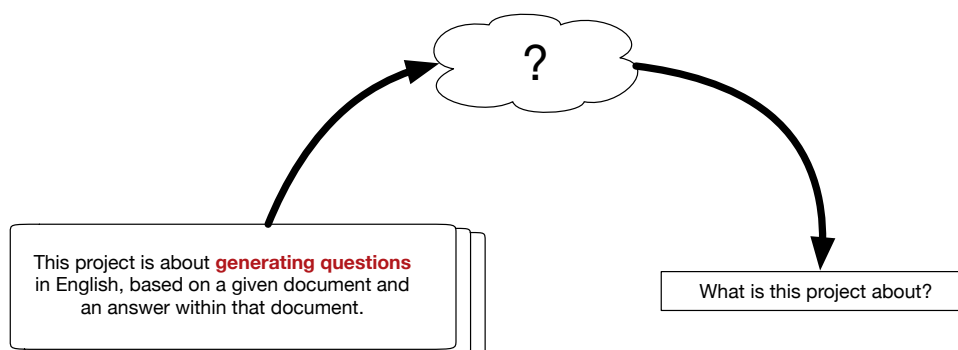 ?
This project is about generating questions
in English, based on a given document and
an answer within that document.
What is this project about?